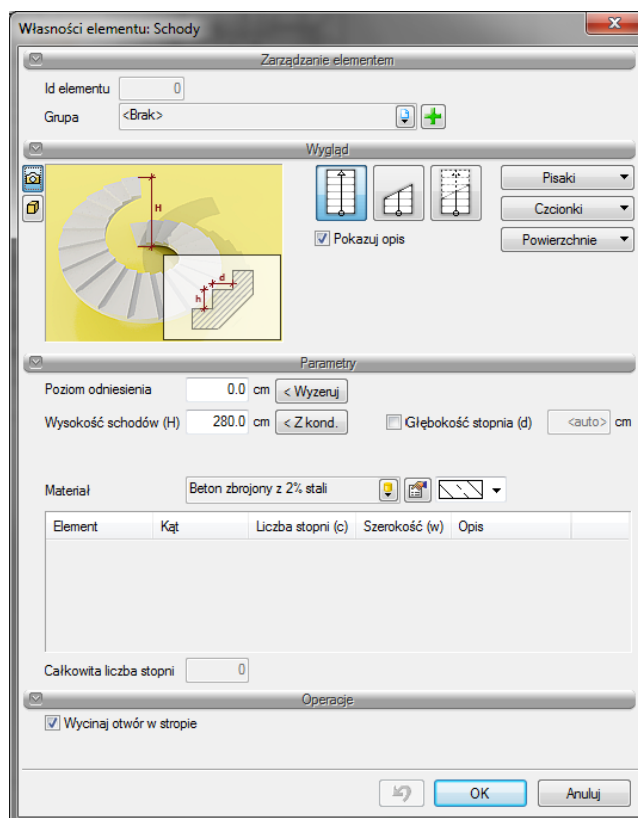 Własności elementu: Schody
Zarządzanie elementem
Id elementu 0
Grupa <Brak>
Wygląd
H
d
h
Pisaki
Czcionki
Pokazuj opis Powierzchnie
Parametry
Poziom odniesienia 0.0 cm < Wyzeruj
Wysokość schodów (H) 280.0 cm < Z kond. Głębokość stopnia (d) <auto> cm
Materiał Beton zbrojony z 2% stali
Element Kąt Liczba stopni (c) Szerokość (w) Opis
Całkowita liczba stopni 0
Operacje
Wycinaj otwór w stropie
OK Anuluj